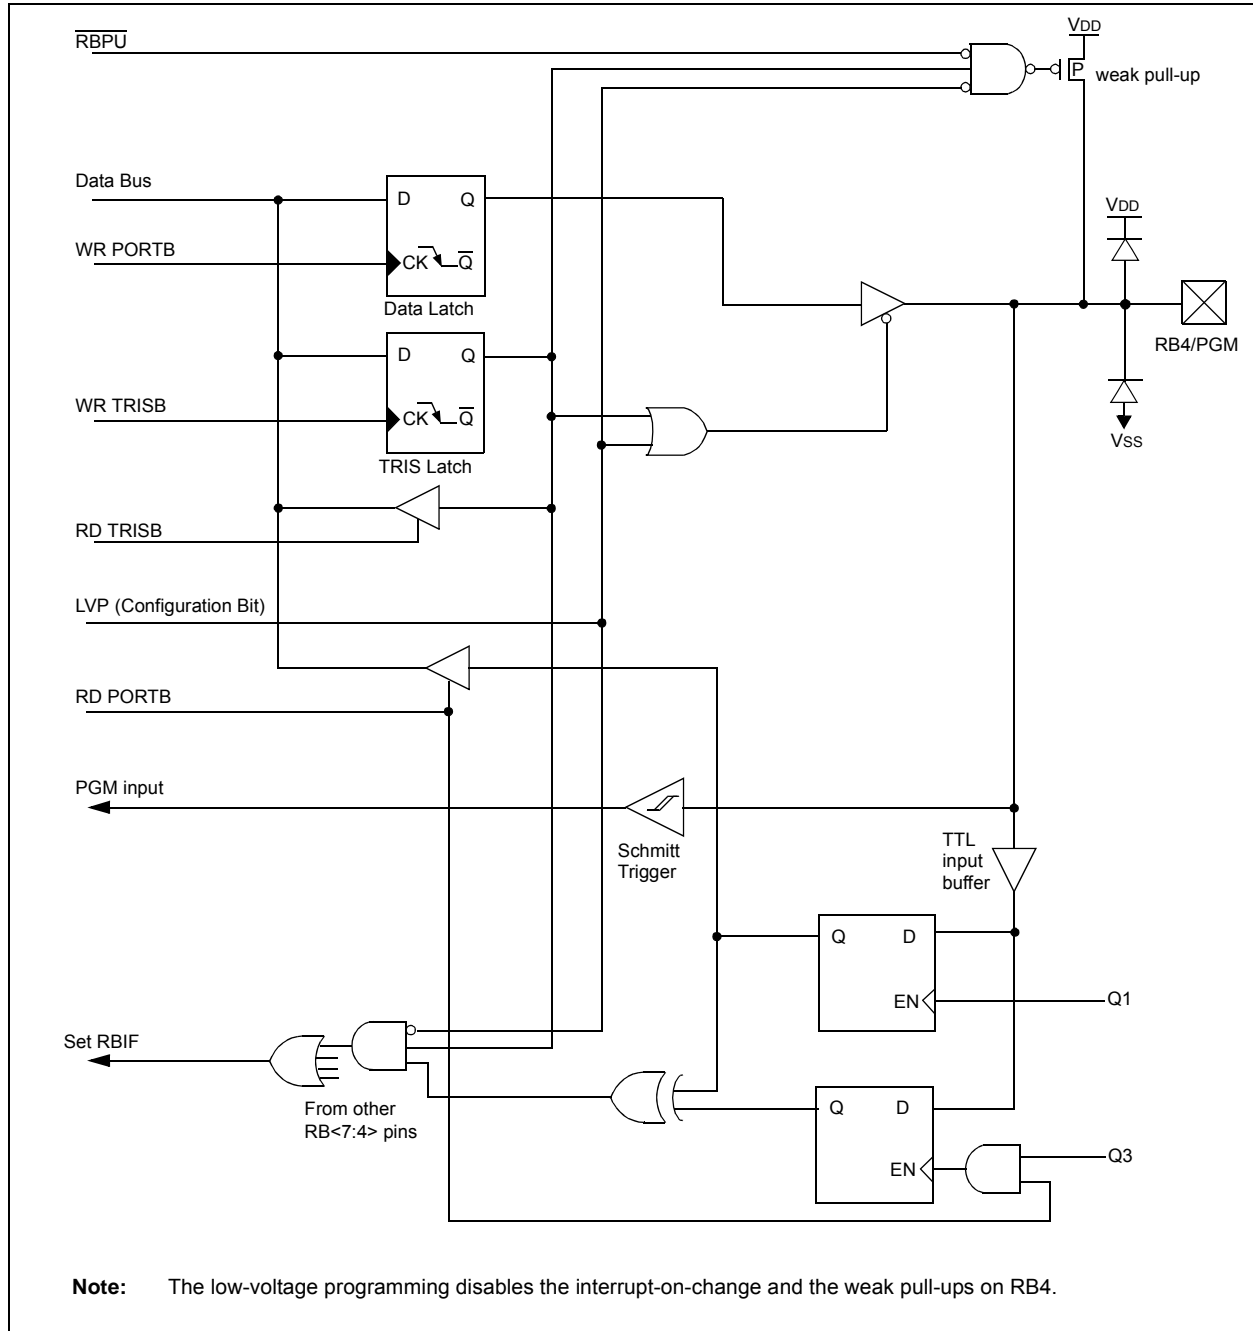 RBPU
VDD
P
weak pull-up
Data Bus
D Q
VDD
WR PORTB
CK Q
Data Latch
D Q
RB4/PGM
WR TRISB
CK Q
VSS
TRIS Latch
RD TRISB
LVP (Configuration Bit)
RD PORTB
PGM input
Schmitt
Trigger
TTL
input
buffer
Q D
EN
Q1
Set RBIF
From other
RB<7:4> pins
Q D
EN
Q3
Note: The low-voltage programming disables the interrupt-on-change and the weak pull-ups on RB4.